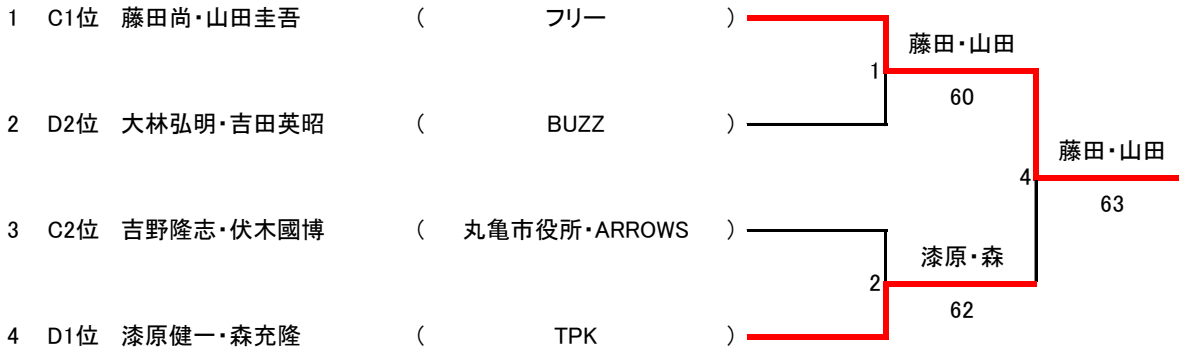 1 C1位 藤田尚・山田圭吾 ( フリー )
藤田・山田
1
60
2 D2位 大林弘明・吉田英昭 ( BUZZ )
藤田・山田
4
63
3 C2位 吉野隆志・伏木國博 ( 丸亀市役所・ARROWS )
漆原・森
2
62
4 D1位 漆原健一・森充隆 ( TPK )